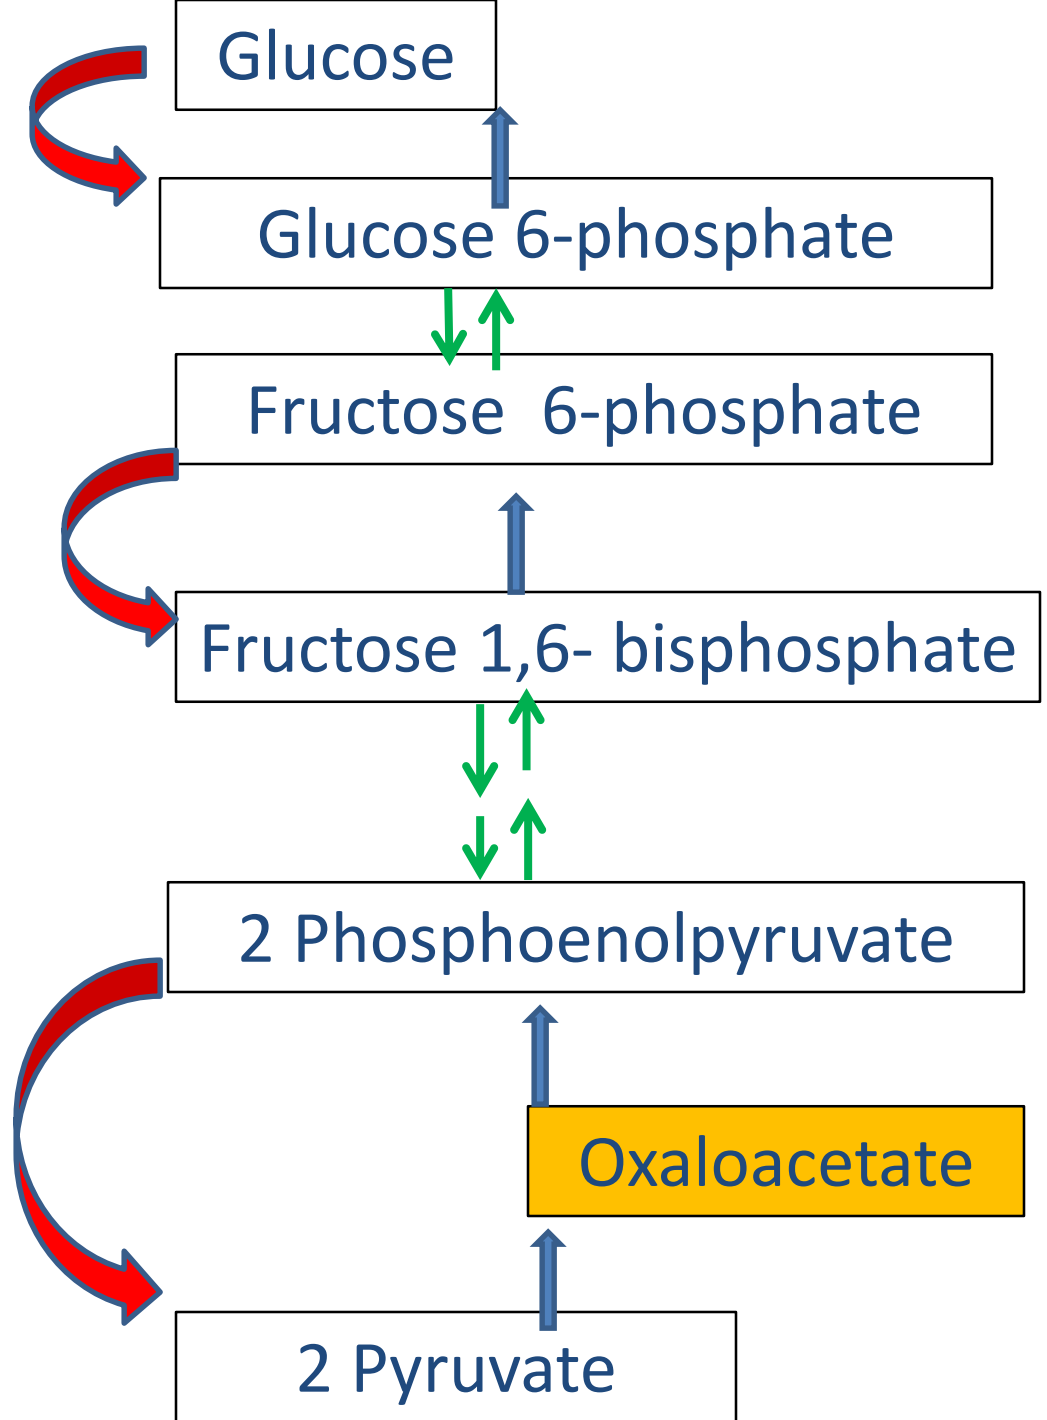 Glucose
Glucose 6-phosphate
Fructose  6-phosphate
Fructose 1,6- bisphosphate
2 Phosphoenolpyruvate
Oxaloacetate
2 Pyruvate